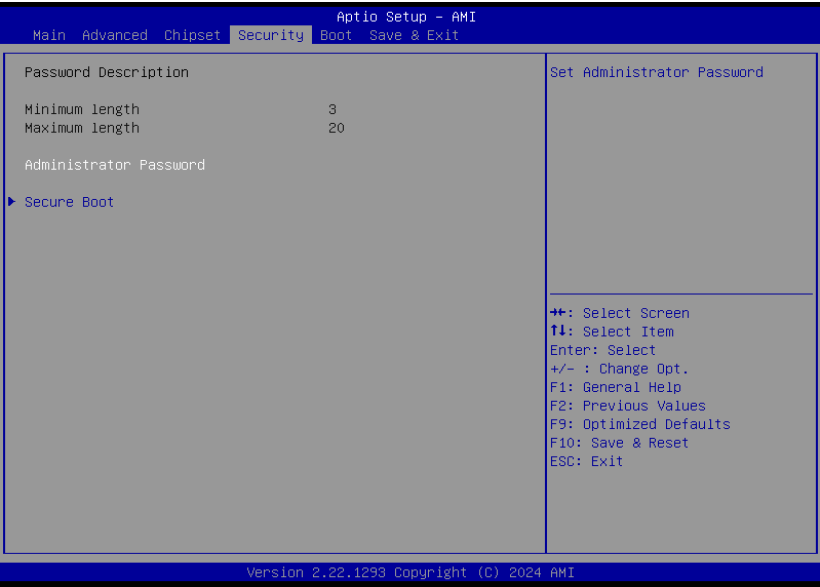 Aptio Setup – AMI
Main Advanced Chipset Security Boot Save & Exit
Password Description
Minimum length 3
Maximum length 20
Administrator Password
Secure Boot
Set Administrator Password
→←: Select Screen
↑↓: Select Item
Enter: Select
+/- : Change Opt.
F1: General Help
F2: Previous Values
F9: Optimized Defaults
F10: Save & Reset
ESC: Exit
Version 2.22.1293 Copyright (C) 2024 AMI